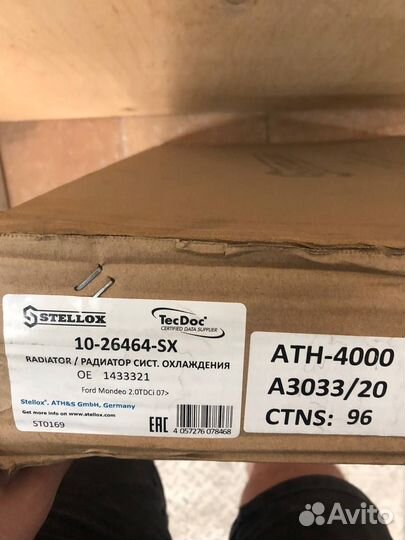 STELLOX
TecDoc
CERTIFIED DATA SUPPLIER
10-26464-SX
RADIATOR / РАДИАТОР СИСТ. ОХЛАЖДЕНИЯ
OE 1433321
Ford Mondeo 2.0TDCi 07>
Stellox®, ATH&S GmbH, Germany
Get more info on www.stellox.com
ST0169
EAC
4 057276 078468
ATH-4000
A3033/20
CTNS: 96
Avito